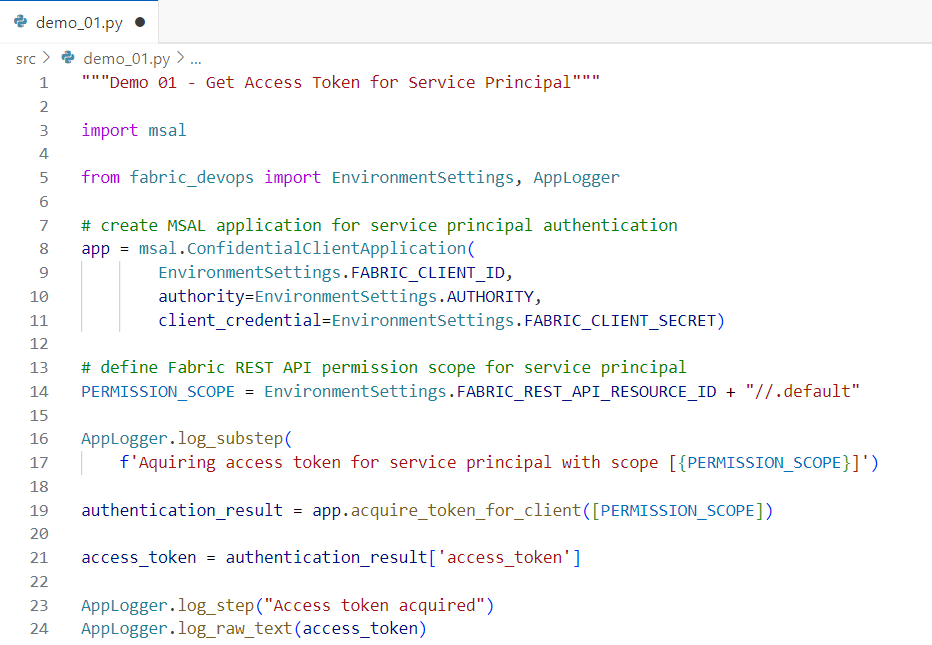 demo_01.py ●
src > demo_01.py > ...
1 """Demo 01 - Get Access Token for Service Principal"""
2
3 import msal
4
5 from fabric_devops import EnvironmentSettings, AppLogger
6
7 # create MSAL application for service principal authentication
8 app = msal.ConfidentialClientApplication(
9         EnvironmentSettings.FABRIC_CLIENT_ID,
10         authority=EnvironmentSettings.AUTHORITY,
11         client_credential=EnvironmentSettings.FABRIC_CLIENT_SECRET)
12
13 # define Fabric REST API permission scope for service principal
14 PERMISSION_SCOPE = EnvironmentSettings.FABRIC_REST_API_RESOURCE_ID + "//.default"
15
16 AppLogger.log_substep(
17     f'Aquiring access token for service principal with scope [{PERMISSION_SCOPE}]')
18
19 authentication_result = app.acquire_token_for_client([PERMISSION_SCOPE])
20
21 access_token = authentication_result['access_token']
22
23 AppLogger.log_step("Access token acquired")
24 AppLogger.log_raw_text(access_token)